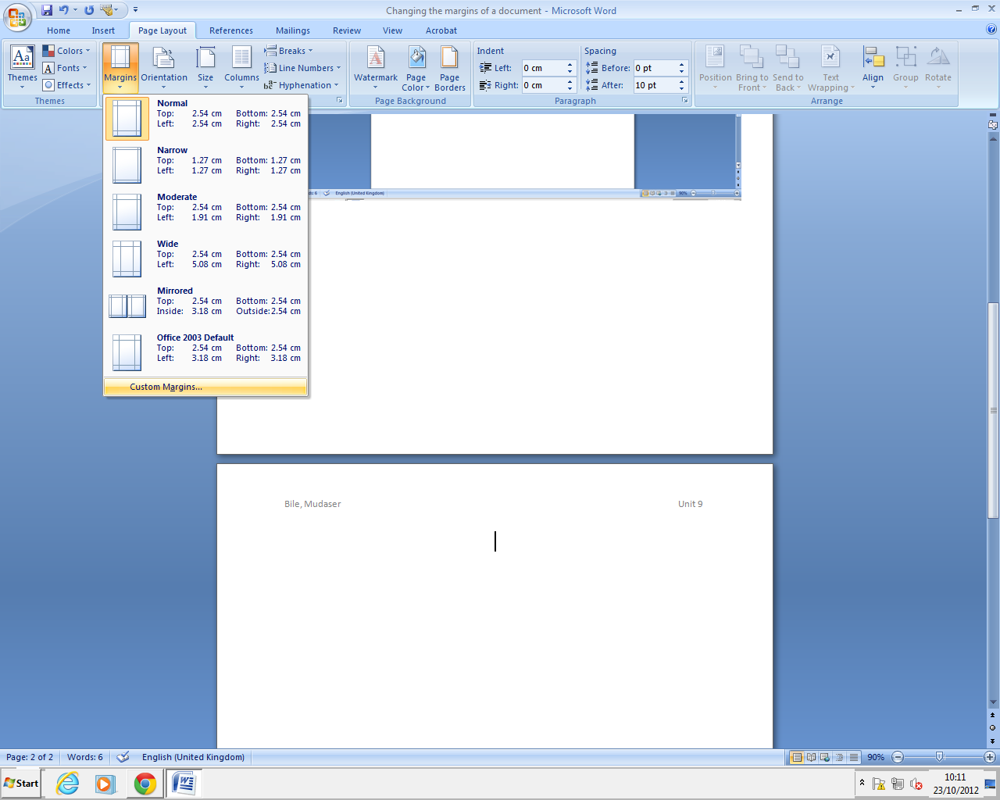 Changing the margins of a document - Microsoft Word
Home Insert Page Layout References Mailings Review View Acrobat
Themes
Colors
Fonts
Effects
Themes
Margins
Orientation
Size
Columns
Breaks
Line Numbers
Hyphenation
Watermark
Page Color
Page Borders
Page Background
Indent
Left: 0 cm
Right: 0 cm
Spacing
Before: 0 pt
After: 10 pt
Paragraph
Position
Bring to Front
Send to Back
Text Wrapping
Align
Group
Rotate
Arrange
Normal
Top: 2.54 cm Bottom: 2.54 cm
Left: 2.54 cm Right: 2.54 cm
Narrow
Top: 1.27 cm Bottom: 1.27 cm
Left: 1.27 cm Right: 1.27 cm
Moderate
Top: 2.54 cm Bottom: 2.54 cm
Left: 1.91 cm Right: 1.91 cm
Wide
Top: 2.54 cm Bottom: 2.54 cm
Left: 5.08 cm Right: 5.08 cm
Mirrored
Top: 2.54 cm Bottom: 2.54 cm
Inside: 3.18 cm Outside: 2.54 cm
Office 2003 Default
Top: 2.54 cm Bottom: 2.54 cm
Left: 3.18 cm Right: 3.18 cm
Custom Margins...
English (United Kingdom) 90%
Bile, Mudaser Unit 9
Page: 2 of 2 Words: 6 English (United Kingdom) 90%
Start
10:11
23/10/2012